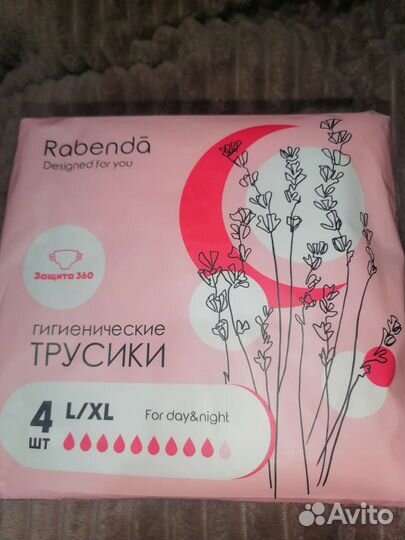 Rabendā
Designed for you
Защита 360
ГИГИЕНИЧЕСКИЕ
ТРУСИКИ
4 ШТ
L/XL
For day&night
Avito